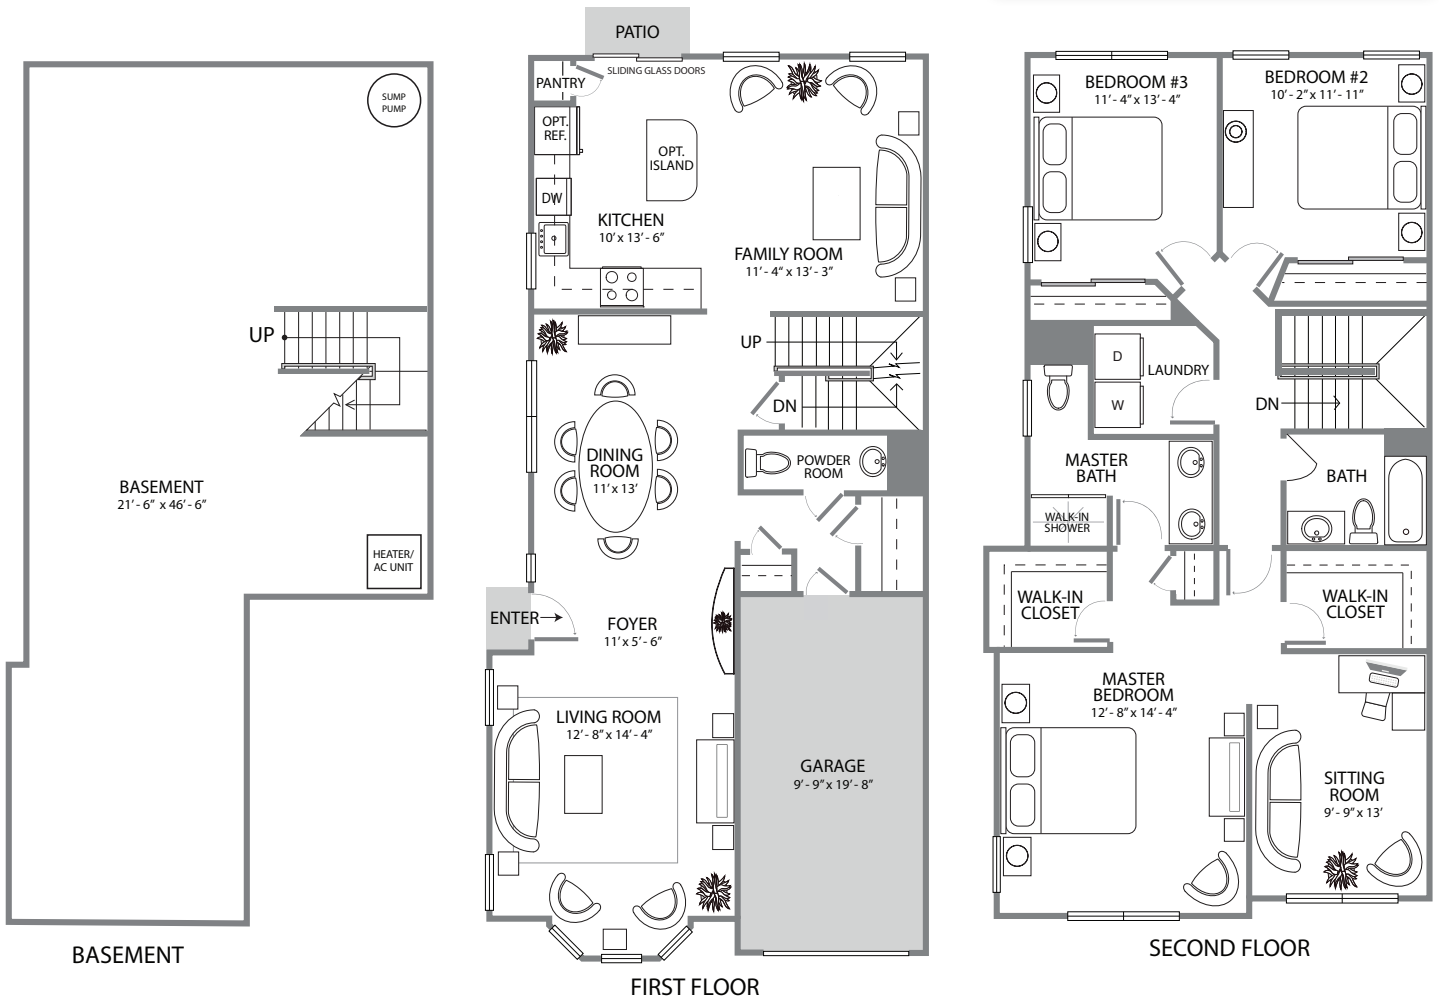 SUMP
PUMP
UP
BASEMENT
21' - 6" x 46' - 6"
HEATER/
AC UNIT
BASEMENT
PATIO
SLIDING GLASS DOORS
PANTRY
OPT.
REF.
OPT.
ISLAND
DW
KITCHEN
10' x 13' - 6"
FAMILY ROOM
11' - 4" x 13' - 3"
UP
DN
DINING
ROOM
11' x 13'
POWDER
ROOM
ENTER
FOYER
11' x 5' - 6"
LIVING ROOM
12' - 8" x 14' - 4"
GARAGE
9' - 9" x 19' - 8"
FIRST FLOOR
BEDROOM #3
11' - 4" x 13' - 4"
BEDROOM #2
10' - 2" x 11' - 11"
D
W
LAUNDRY
DN
MASTER
BATH
BATH
WALK-IN
SHOWER
WALK-IN
CLOSET
WALK-IN
CLOSET
MASTER
BEDROOM
12' - 8" x 14' - 4"
SITTING
ROOM
9' - 9" x 13'
SECOND FLOOR